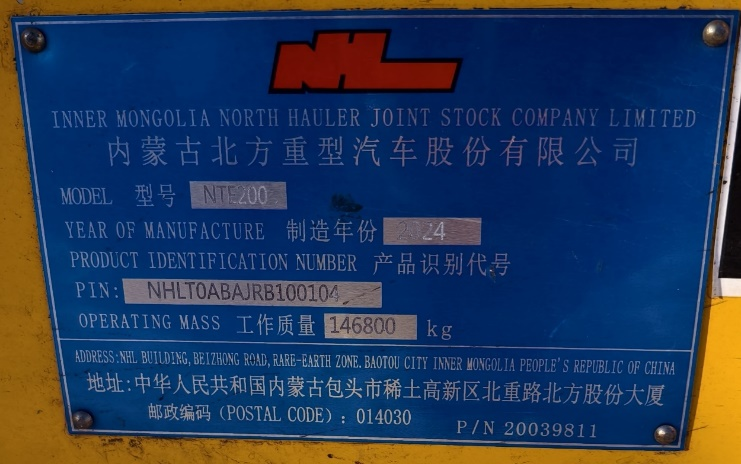 NHL
INNER MONGOLIA NORTH HAULER JOINT STOCK COMPANY LIMITED
内蒙古北方重型汽车股份有限公司
MODEL 型号 NTE200
YEAR OF MANUFACTURE 制造年份 2024
PRODUCT IDENTIFICATION NUMBER 产品识别代号
PIN: NHLT0ABAJRB100104
OPERATING MASS 工作质量 146800 kg
ADDRESS:NHL BUILDING,BEIZHONG ROAD,RARE-EARTH ZONE.BAOTOU CITY INNER MONGOLIA PEOPLE'S REPUBLIC OF CHINA
地址:中华人民共和国内蒙古包头市稀土高新区北重路北方股份大厦
邮政编码 (POSTAL CODE) : 014030
P/N 20039811